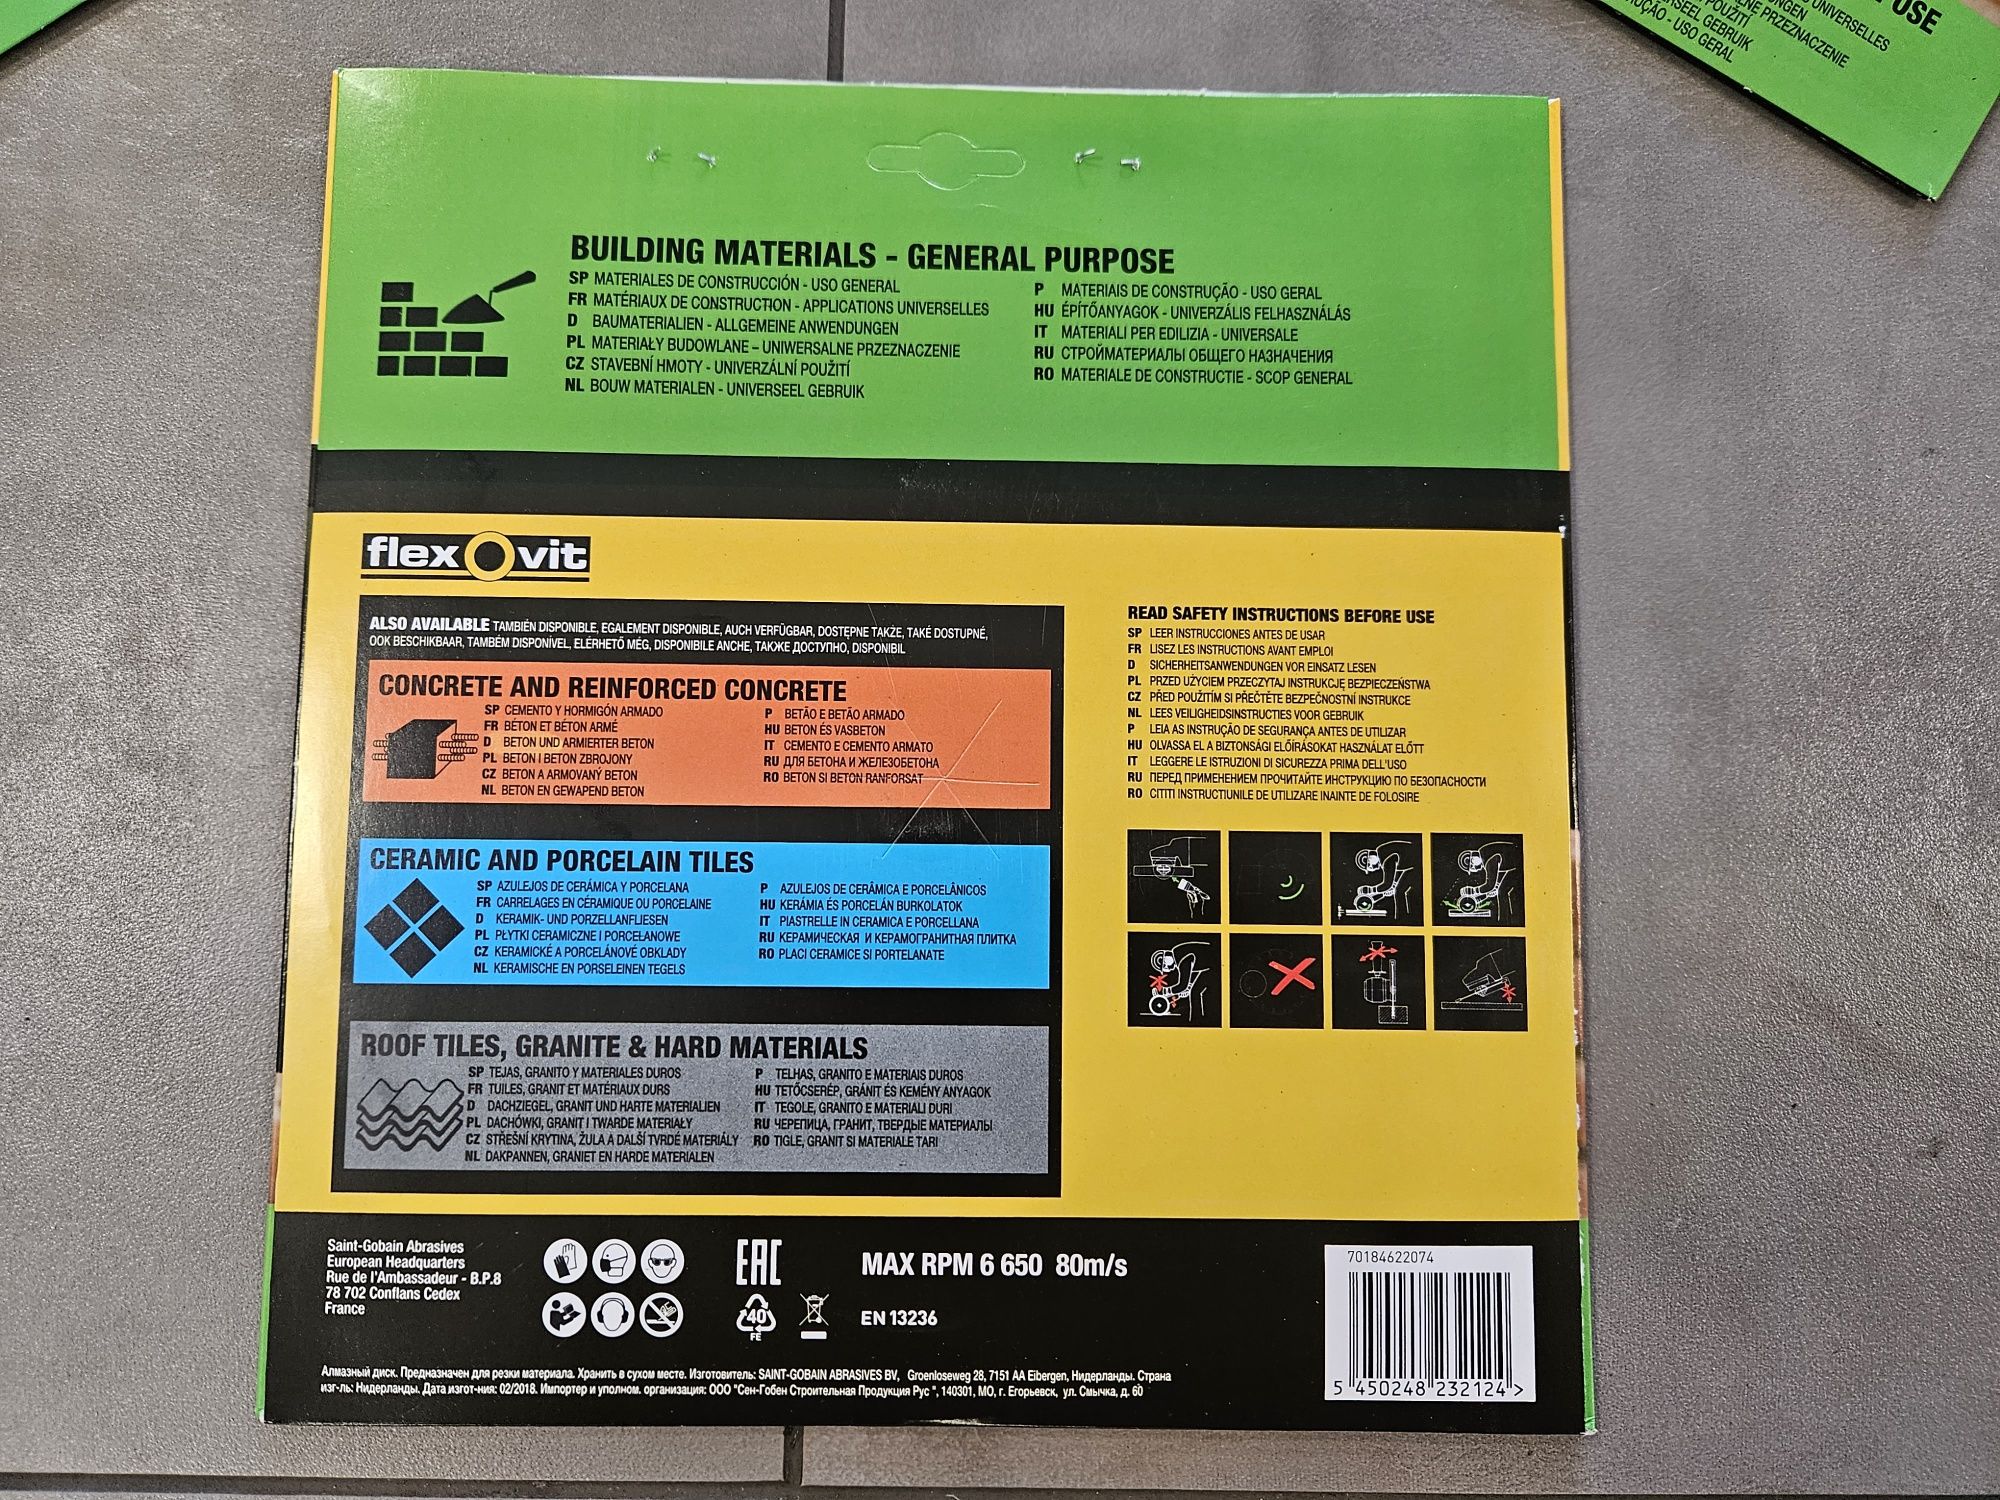 USE
UNIVERSELLES
PRZEZNACZENIE
GEBRUIK
USO GERAL
BUILDING MATERIALS - GENERAL PURPOSE
SP MATERIALES DE CONSTRUCCIÓN - USO GENERAL
FR MATÉRIAUX DE CONSTRUCTION - APPLICATIONS UNIVERSELLES
D BAUMATERIALIEN - ALLGEMEINE ANWENDUNGEN
PL MATERIAŁY BUDOWLANE – UNIWERSALNE PRZEZNACZENIE
CZ STAVEBNÍ HMOTY - UNIVERZÁLNÍ POUŽITÍ
NL BOUW MATERIALEN - UNIVERSEEL GEBRUIK
P MATERIAIS DE CONSTRUÇÃO - USO GERAL
HU ÉPÍTŐANYAGOK - UNIVERZÁLIS FELHASZNÁLÁS
IT MATERIALI PER EDILIZIA - UNIVERSALE
RU СТРОЙМАТЕРИАЛЫ ОБЩЕГО НАЗНАЧЕНИЯ
RO MATERIALE DE CONSTRUCTIE - SCOP GENERAL
flexovit
ALSO AVAILABLE TAMBIÉN DISPONIBLE, EGALEMENT DISPONIBLE, AUCH VERFÜGBAR, DOSTĘPNE TAKŻE, TAKÉ DOSTUPNÉ,
OOK BESCHIKBAAR, TAMBÉM DISPONÍVEL, ELÉRHETŐ MÉG, DISPONIBILE ANCHE, ТАКЖЕ ДОСТУПНО, DISPONIBIL
CONCRETE AND REINFORCED CONCRETE
SP CEMENTO Y HORMIGÓN ARMADO
FR BÉTON ET BÉTON ARMÉ
D BETON UND ARMIERTER BETON
PL BETON I BETON ZBROJONY
CZ BETON A ARMOVANÝ BETON
NL BETON EN GEWAPEND BETON
P BETÃO E BETÃO ARMADO
HU BETON ÉS VASBETON
IT CEMENTO E CEMENTO ARMATO
RU ДЛЯ БЕТОНА И ЖЕЛЕЗОБЕТОНА
RO BETON SI BETON RANFORSAT
CERAMIC AND PORCELAIN TILES
SP AZULEJOS DE CERÁMICA Y PORCELANA
FR CARRELAGES EN CÉRAMIQUE OU PORCELAINE
D KERAMIK- UND PORZELLANFLIESEN
PL PŁYTKI CERAMICZNE I PORCELANOWE
CZ KERAMICKÉ A PORCELÁNOVÉ OBKLADY
NL KERAMISCHE EN PORSELEINEN TEGELS
P AZULEJOS DE CERÂMICA E PORCELÂNICOS
HU KERÁMIA ÉS PORCELÁN BURKOLATOK
IT PIASTRELLE IN CERAMICA E PORCELLANA
RU КЕРАМИЧЕСКАЯ И КЕРАМОГРАНИТНАЯ ПЛИТКА
RO PLACI CERAMICE SI PORTELANATE
ROOF TILES, GRANITE & HARD MATERIALS
SP TEJAS, GRANITO Y MATERIALES DUROS
FR TUILES, GRANIT ET MATÉRIAUX DURS
D DACHZIEGEL, GRANIT UND HARTE MATERIALIEN
PL DACHÓWKI, GRANIT I TWARDE MATERIAŁY
CZ STŘEŠNÍ KRYTINA, ŽULA A DALŠÍ TVRDÉ MATERIÁLY
NL DAKPANNEN, GRANIET EN HARDE MATERIALEN
P TELHAS, GRANITO E MATERIAIS DUROS
HU TETŐCSERÉP, GRÁNIT ÉS KEMÉNY ANYAGOK
IT TEGOLE, GRANITO E MATERIALI DURI
RU ЧЕРЕПИЦА, ГРАНИТ, ТВЕРДЫЕ МАТЕРИАЛЫ
RO TIGLE, GRANIT SI MATERIALE TARI
READ SAFETY INSTRUCTIONS BEFORE USE
SP LEER INSTRUCCIONES ANTES DE USAR
FR LISEZ LES INSTRUCTIONS AVANT EMPLOI
D SICHERHEITSANWENDUNGEN VOR EINSATZ LESEN
PL PRZED UŻYCIEM PRZECZYTAJ INSTRUKCJĘ BEZPIECZEŃSTWA
CZ PŘED POUŽITÍM SI PŘEČTĚTE BEZPEČNOSTNÍ INSTRUKCE
NL LEES VEILIGHEIDSINSTRUCTIES VOOR GEBRUIK
P LEIA AS INSTRUÇÃO DE SEGURANÇA ANTES DE UTILIZAR
HU OLVASSA EL A BIZTONSÁGI ELŐÍRÁSOKAT HASZNÁLAT ELŐTT
IT LEGGERE LE ISTRUZIONI DI SICUREZZA PRIMA DELL'USO
RU ПЕРЕД ПРИМЕНЕНИЕМ ПРОЧИТАЙТЕ ИНСТРУКЦИЮ ПО БЕЗОПАСНОСТИ
RO CITITI INSTRUCTIUNILE DE UTILIZARE INAINTE DE FOLOSIRE
Saint-Gobain Abrasives
European Headquarters
Rue de l'Ambassadeur - B.P.8
78 702 Conflans Cedex
France
EAC
40
FE
MAX RPM 6 650 80m/s
EN 13236
70184622074
5 450248 232124 >
Алмазный диск. Предназначен для резки материала. Хранить в сухом месте. Изготовитель: SAINT-GOBAIN ABRASIVES BV, Groenloseweg 28, 7151 AA Eibergen, Нидерланды. Страна
изг-ль: Нидерланды. Дата изгот-ния: 02/2018. Импортер и уполном. организация: ООО "Сен-Гобен Строительная Продукция Рус ", 140301, МО, г. Егорьевск, ул. Смычка, д. 60